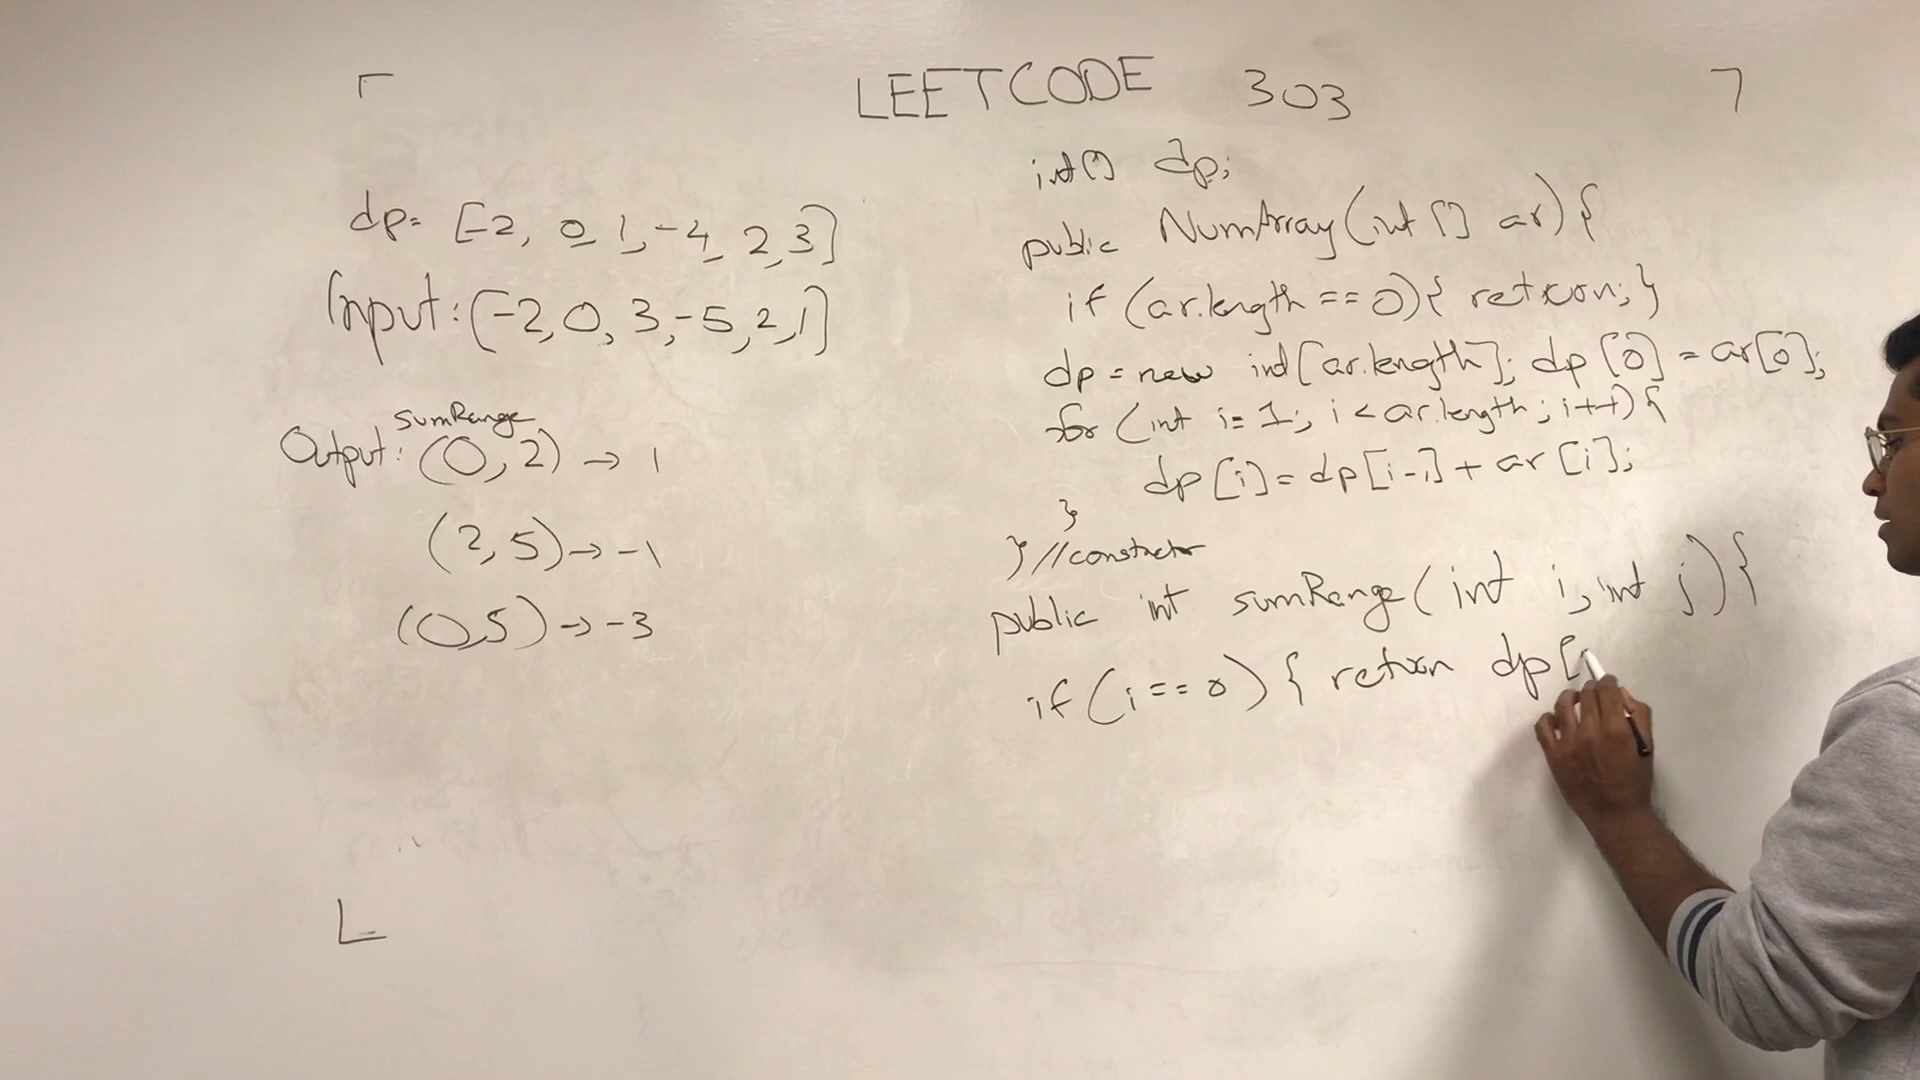 LEETCODE 303
dp= [-2, 0, 1, -4, 2, 3]
Input: [-2, 0, 3, -5, 2, 1]
sumRange
Output: (0, 2) → 1
(2, 5) → -1
(0,5) → -3
int[] dp;
public NumArray(int [] ar) {
if (ar.length == 0) { return; }
dp = new int[ar.length]; dp [0] = ar[0];
for (int i= 1; i < ar.length; i++) {
dp [i] = dp [i-1] + ar [i];
}
} //constructor
public int sumRange( int i, int j) {
if (i == 0) { return dp[